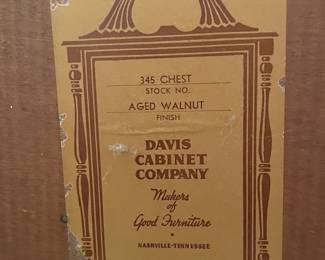 345 CHEST
STOCK NO.
AGED WALNUT
FINISH
DAVIS
CABINET
COMPANY
Makers
of
Good Furniture
NASHVILLE-TENNESSEE